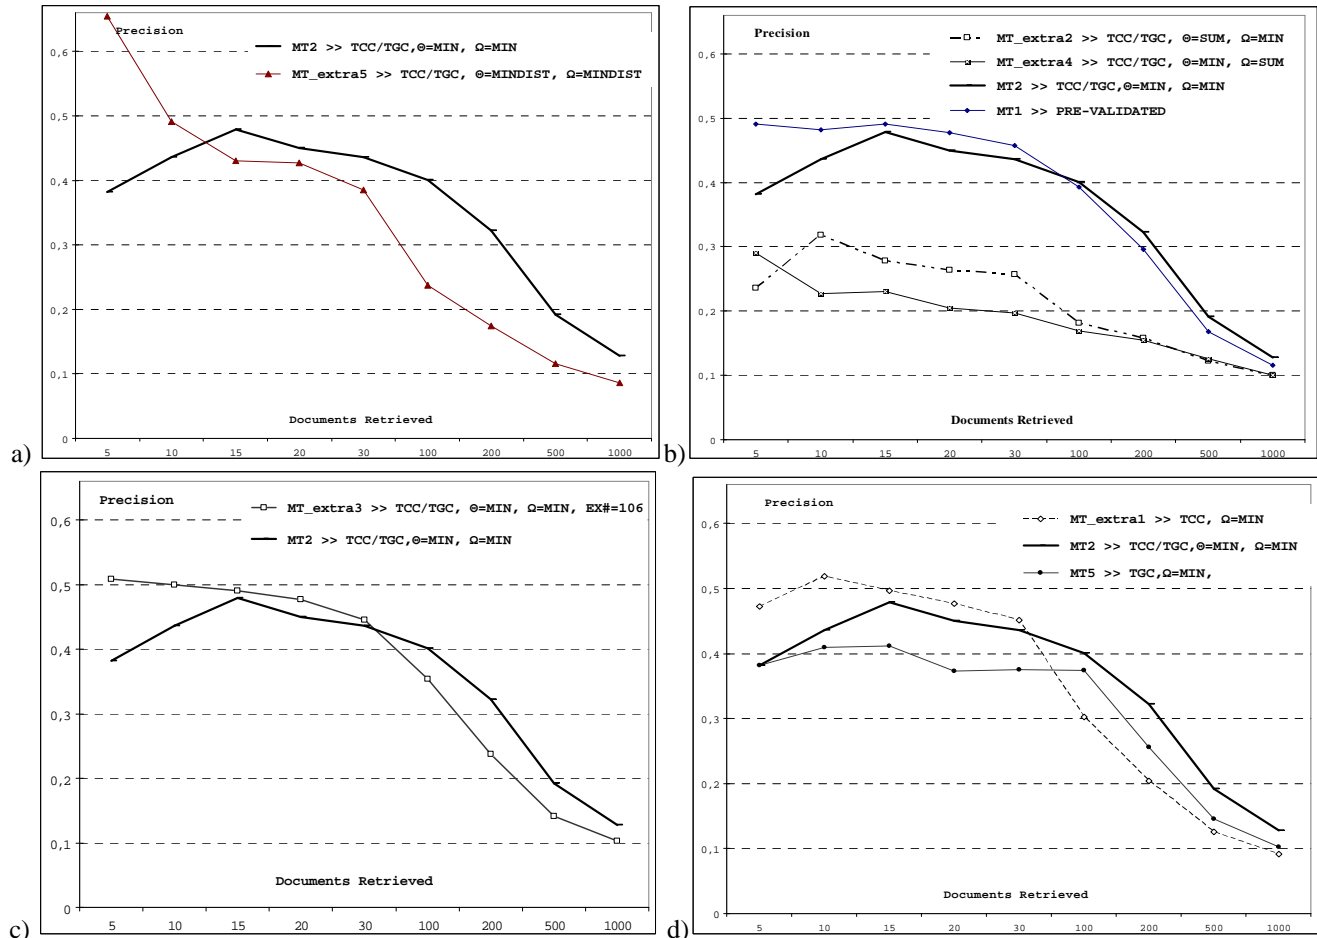 Precision
MT2 >> TCC/TGC,Θ=MIN, Ω=MIN
MT_extra5 >> TCC/TGC, Θ=MINDIST, Ω=MINDIST
0,6
0,5
0,4
0,3
0,2
0,1
0
Documents Retrieved
5 10 15 20 30 100 200 500 1000
a)
Precision
MT_extra2 >> TCC/TGC, Θ=SUM, Ω=MIN
MT_extra4 >> TCC/TGC, Θ=MIN, Ω=SUM
MT2 >> TCC/TGC,Θ=MIN, Ω=MIN
MT1 >> PRE-VALIDATED
0,6
0,5
0,4
0,3
0,2
0,1
0
Documents Retrieved
5 10 15 20 30 100 200 500 1000
b)
Precision
MT_extra3 >> TCC/TGC, Θ=MIN, Ω=MIN, EX#=106
MT2 >> TCC/TGC,Θ=MIN, Ω=MIN
0,6
0,5
0,4
0,3
0,2
0,1
0
Documents Retrieved
5 10 15 20 30 100 200 500 1000
c)
Precision
MT_extra1 >> TCC, Ω=MIN
MT2 >> TCC/TGC,Θ=MIN, Ω=MIN
MT5 >> TGC,Ω=MIN,
0,6
0,5
0,4
0,3
0,2
0,1
0
Documents Retrieved
5 10 15 20 30 100 200 500 1000
d)